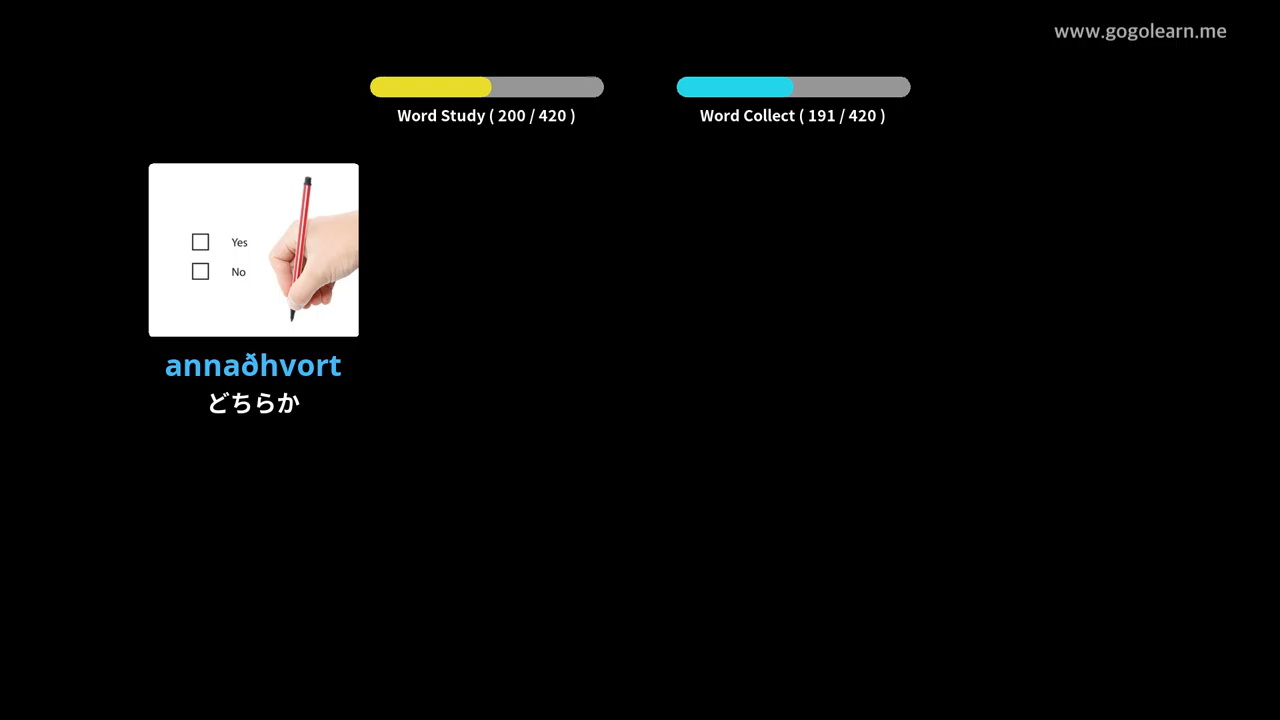 www.gogolearn.me
Word Study ( 200 / 420 )
Word Collect ( 191 / 420 )
Yes
No
annaðhvort
どちらか